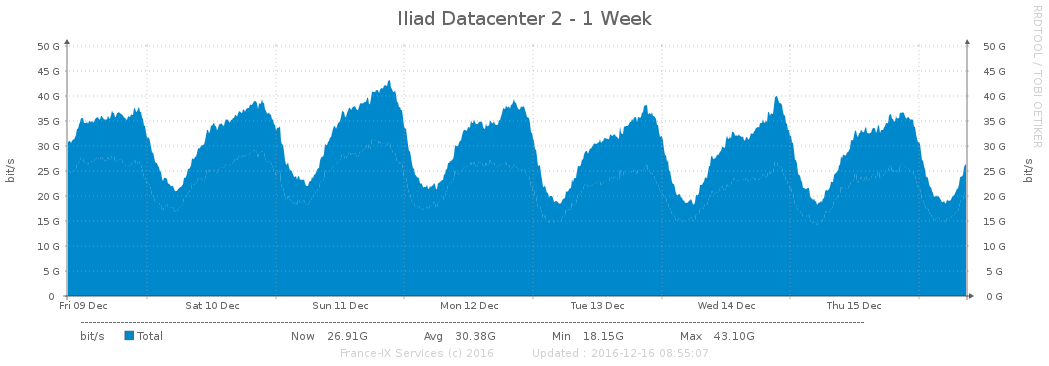 Iliad Datacenter 2 - 1 Week
RRDTOOL / TOBI OETIKER
bit/s
50 G 50 G
45 G 45 G
40 G 40 G
35 G 35 G
30 G 30 G
25 G 25 G
20 G 20 G
15 G 15 G
10 G 10 G
5 G 5 G
0 0 G
bit/s
Fri 09 Dec Sat 10 Dec Sun 11 Dec Mon 12 Dec Tue 13 Dec Wed 14 Dec Thu 15 Dec
bit/s Total Now 26.91G Avg 30.38G Min 18.15G Max 43.10G
France-IX Services (c) 2016 Updated : 2016-12-16 08:55:07